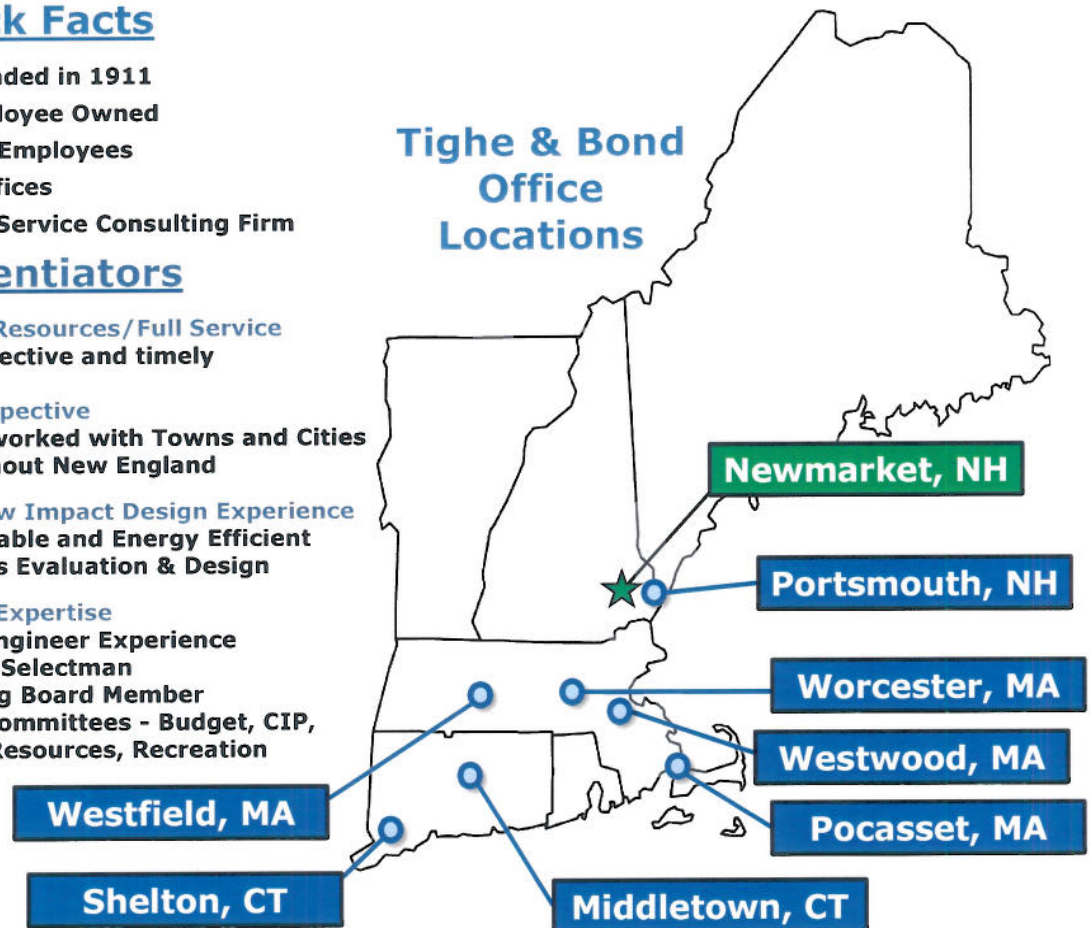 ck Facts
nded in 1911
loyee Owned
Employees
fices
Service Consulting Firm
entiators
Resources/Full Service
ective and timely
spective
worked with Towns and Cities
hout New England
w Impact Design Experience
able and Energy Efficient
s Evaluation & Design
Expertise
ngineer Experience
Selectman
g Board Member
ommittees - Budget, CIP,
Resources, Recreation
Tighe & Bond
Office
Locations
Newmarket, NH
Portsmouth, NH
Worcester, MA
Westwood, MA
Pocasset, MA
Westfield, MA
Shelton, CT
Middletown, CT